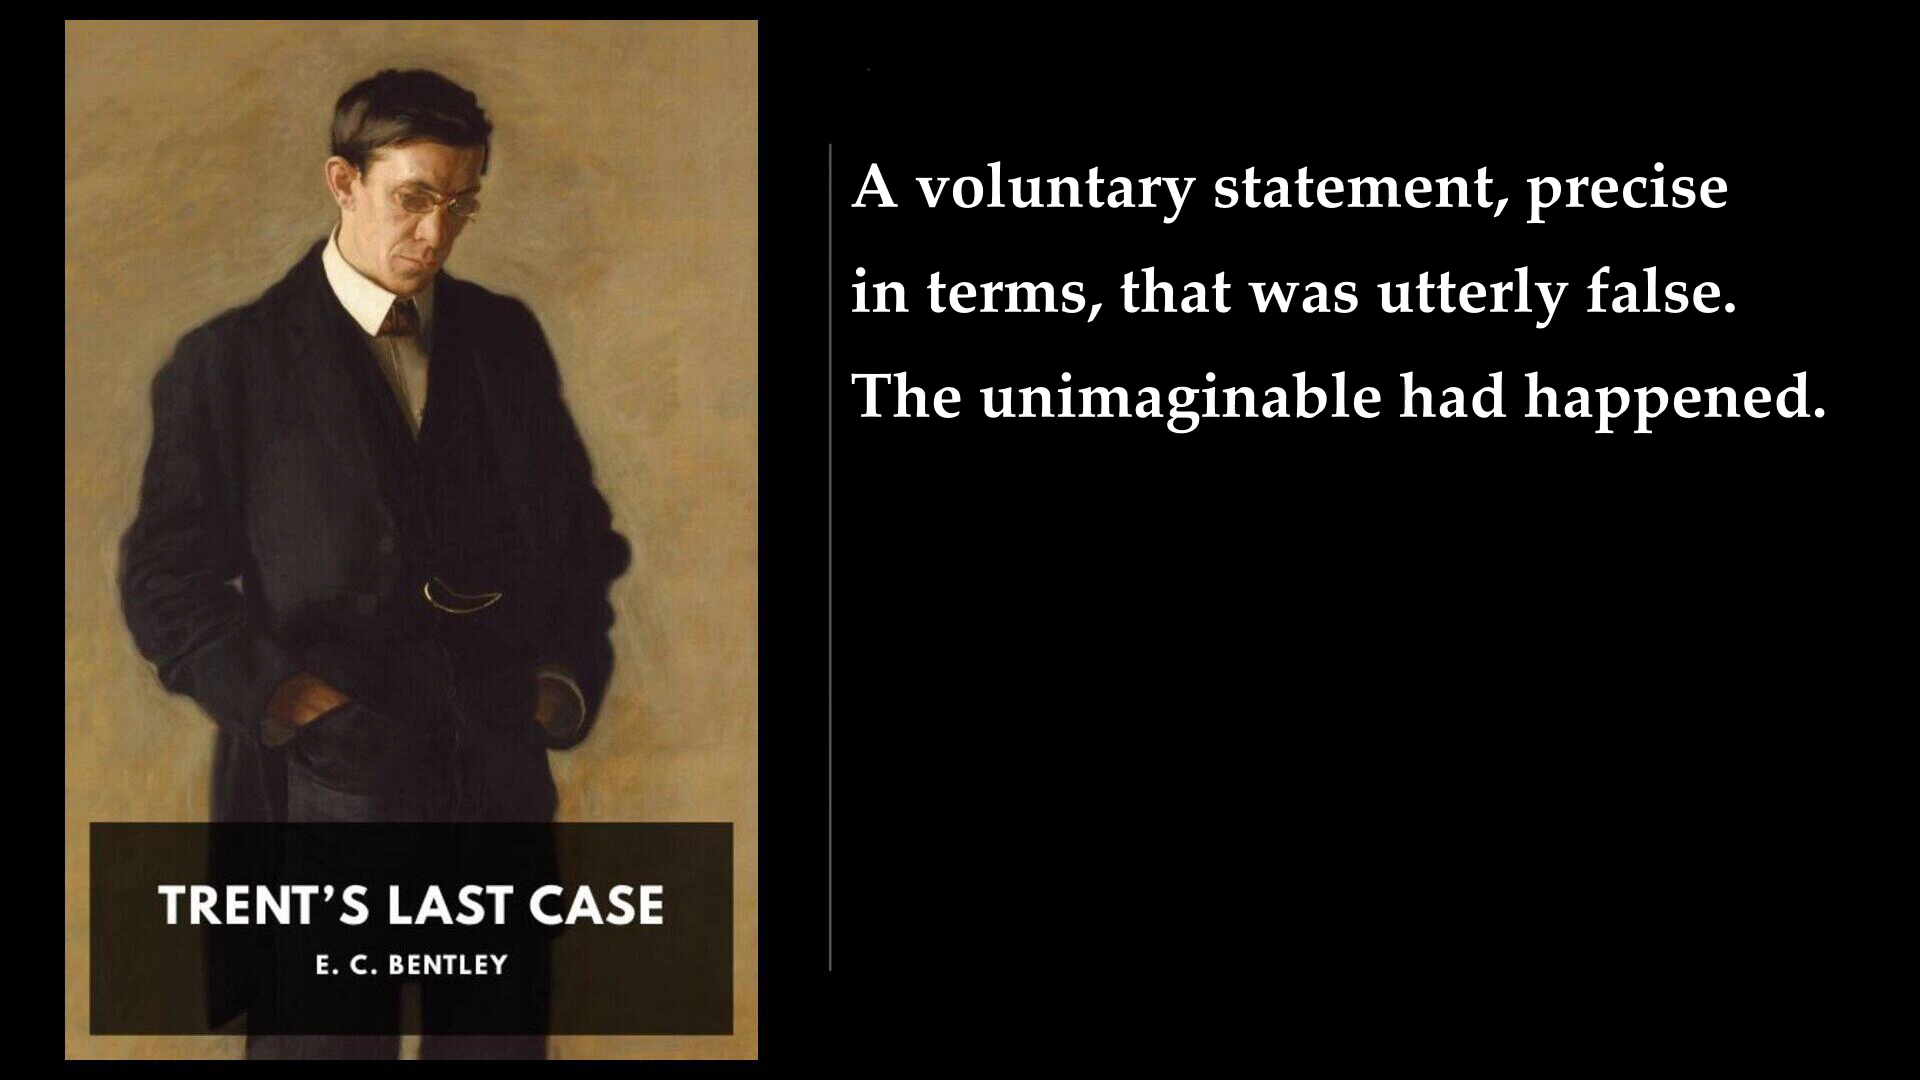 A voluntary statement, precise
in terms, that was utterly false.
The unimaginable had happened.
TRENT’S LAST CASE
E. C. BENTLEY